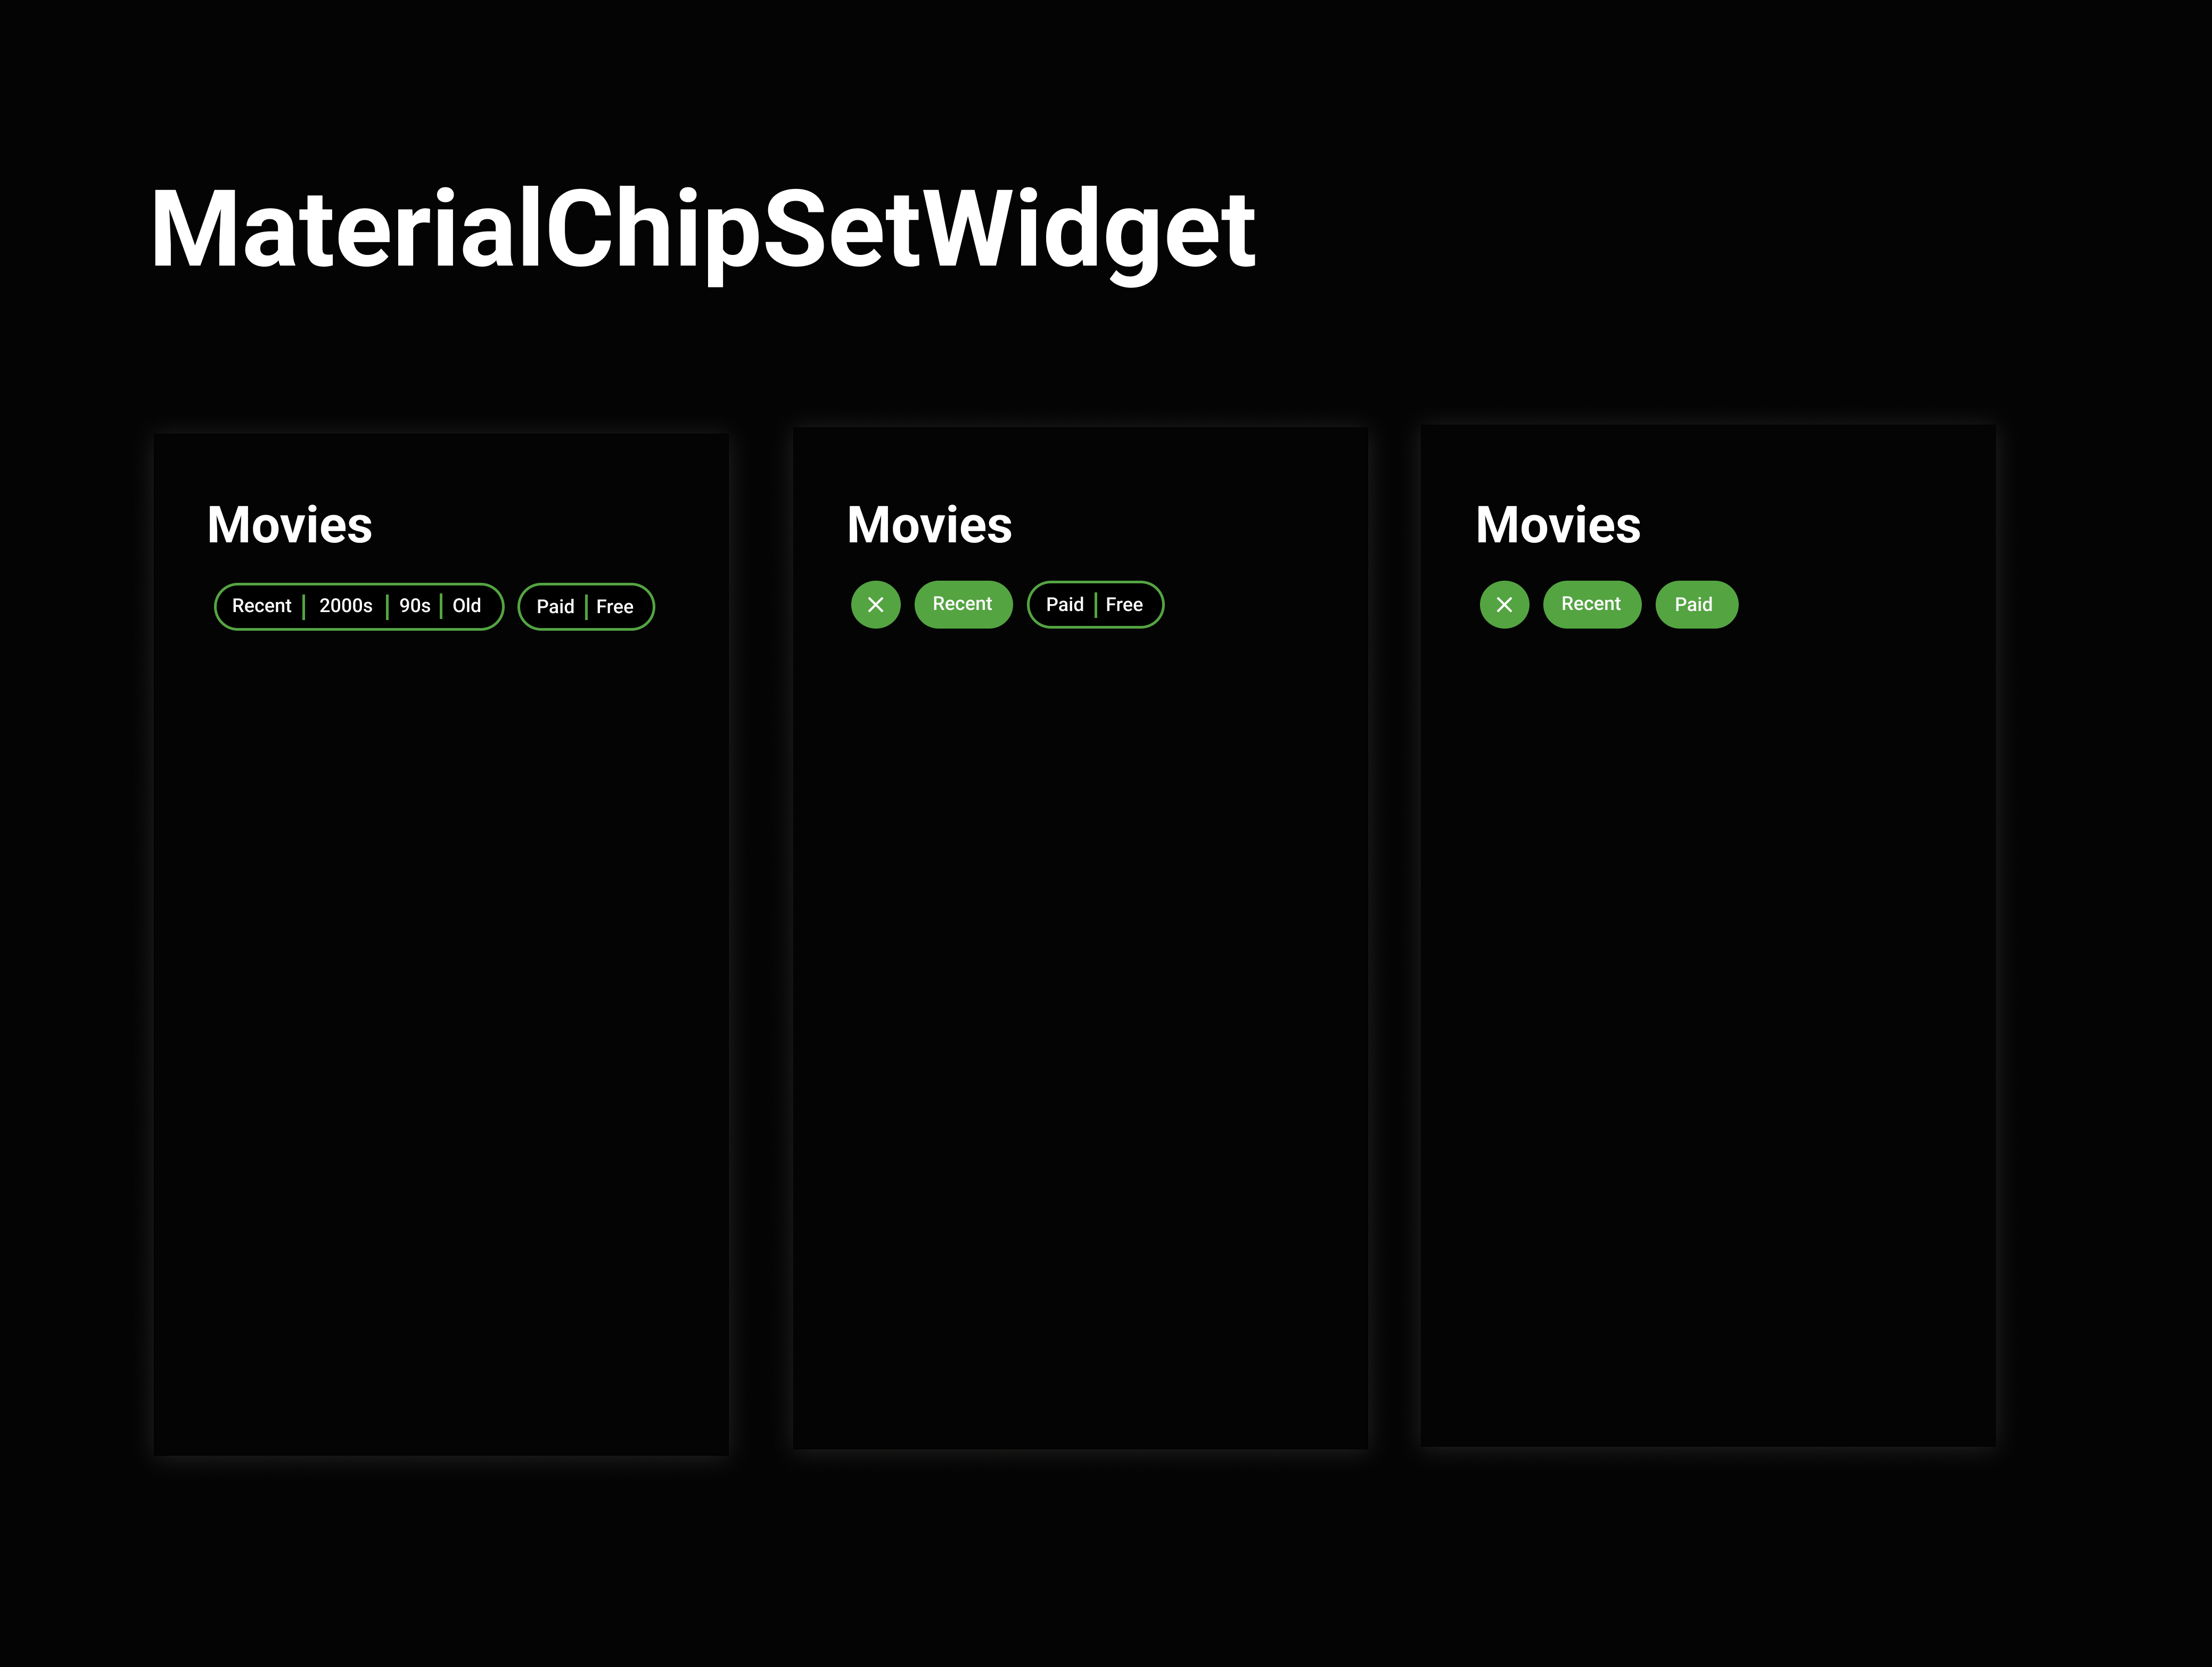 MaterialChipSetWidget
Movies
Recent | 2000s | 90s | Old
Paid | Free
Movies
Recent
Paid | Free
Movies
Recent
Paid